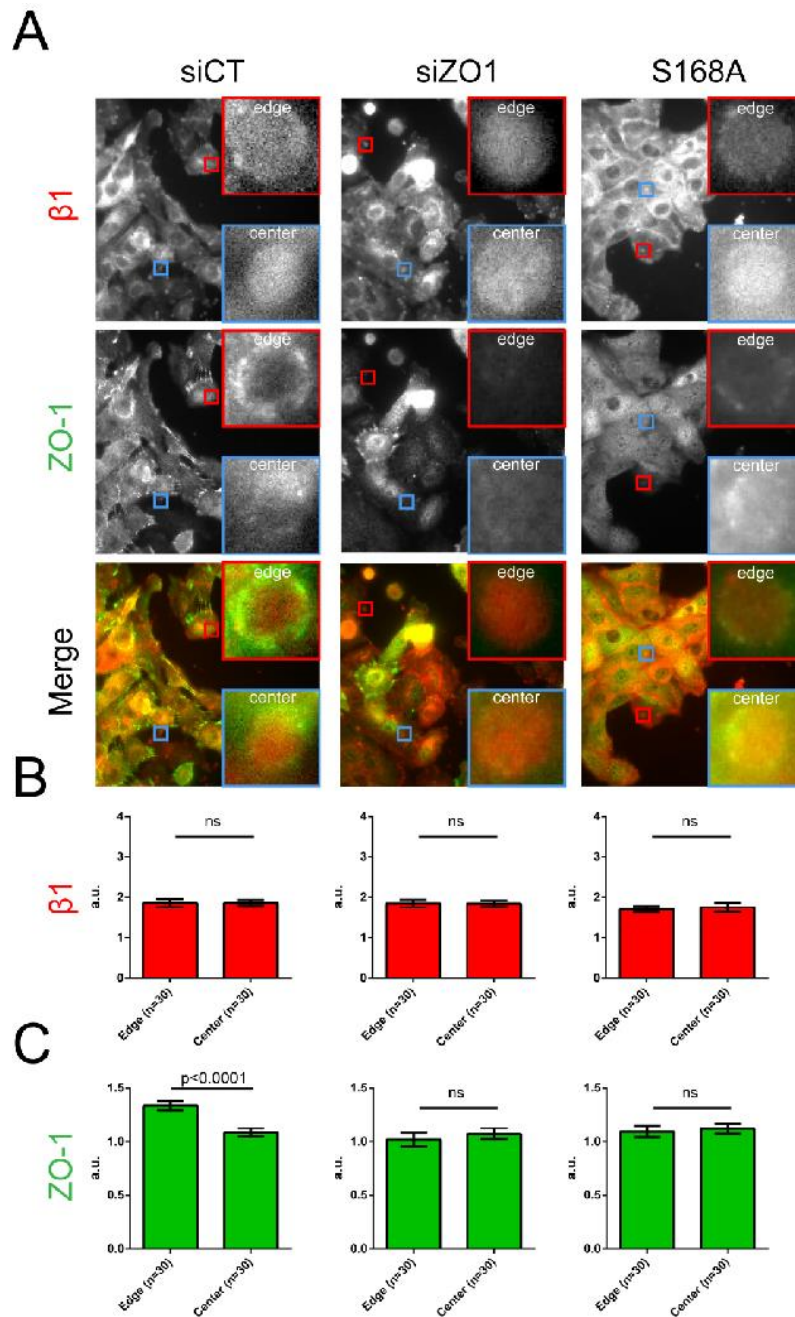 A
siCT siZO1 S168A
β1
edge edge edge
center center center
ZO-1
edge edge edge
center center center
Merge
edge edge edge
center center center
B
β1
ns ns ns
4 4 4
3 3 3
2 2 2
1 1 1
0 0 0
a.u. a.u. a.u.
Edge (n=30) Center (n=30) Edge (n=30) Center (n=30) Edge (n=30) Center (n=30)
C
ZO-1
p<0.0001 ns ns
1.5 1.5 1.5
1.0 1.0 1.0
0.5 0.5 0.5
0.0 0.0 0.0
a.u. a.u. a.u.
Edge (n=30) Center (n=30) Edge (n=30) Center (n=30) Edge (n=30) Center (n=30)